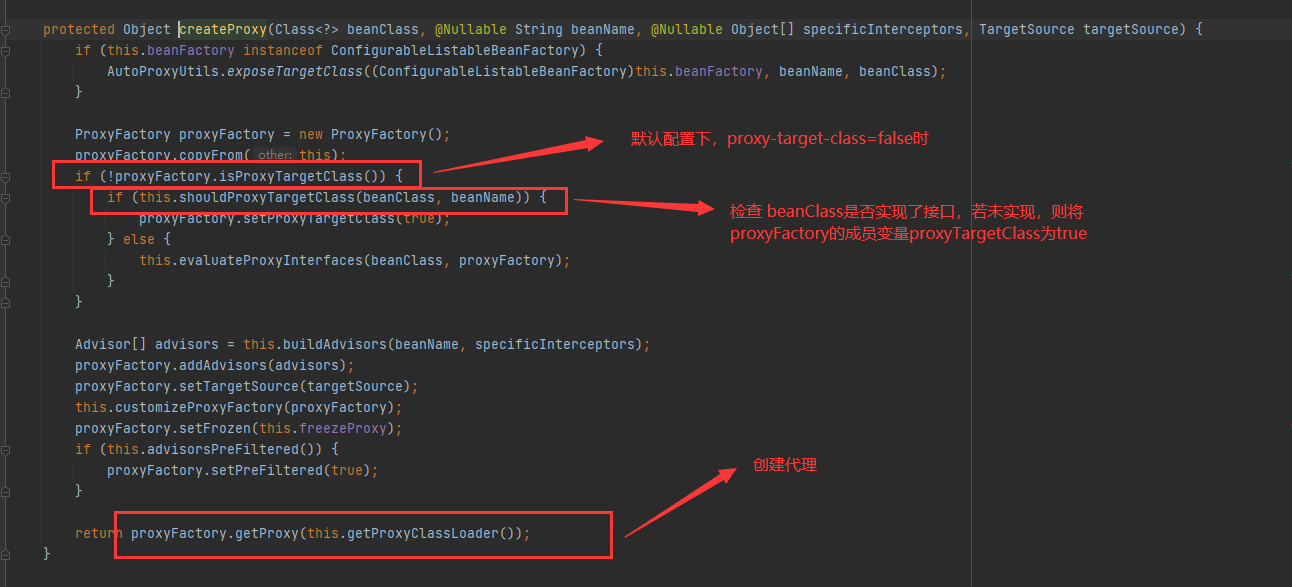 protected Object createProxy(Class<?> beanClass, @Nullable String beanName, @Nullable Object[] specificInterceptors, TargetSource targetSource) {
if (this.beanFactory instanceof ConfigurableListableBeanFactory) {
AutoProxyUtils.exposeTargetClass((ConfigurableListableBeanFactory)this.beanFactory, beanName, beanClass);
}
ProxyFactory proxyFactory = new ProxyFactory();
proxyFactory.copyFrom( other: this);
默认配置下，proxy-target-class=false时
if (!proxyFactory.isProxyTargetClass()) {
if (this.shouldProxyTargetClass(beanClass, beanName)) {
检查 beanClass是否实现了接口，若未实现，则将
proxyFactory的成员变量proxyTargetClass为true
proxyFactory.setProxyTargetClass(true);
} else {
this.evaluateProxyInterfaces(beanClass, proxyFactory);
}
}
Advisor[] advisors = this.buildAdvisors(beanName, specificInterceptors);
proxyFactory.addAdvisors(advisors);
proxyFactory.setTargetSource(targetSource);
this.customizeProxyFactory(proxyFactory);
proxyFactory.setFrozen(this.freezeProxy);
if (this.advisorsPreFiltered()) {
proxyFactory.setPreFiltered(true);
}
创建代理
return proxyFactory.getProxy(this.getProxyClassLoader());
}